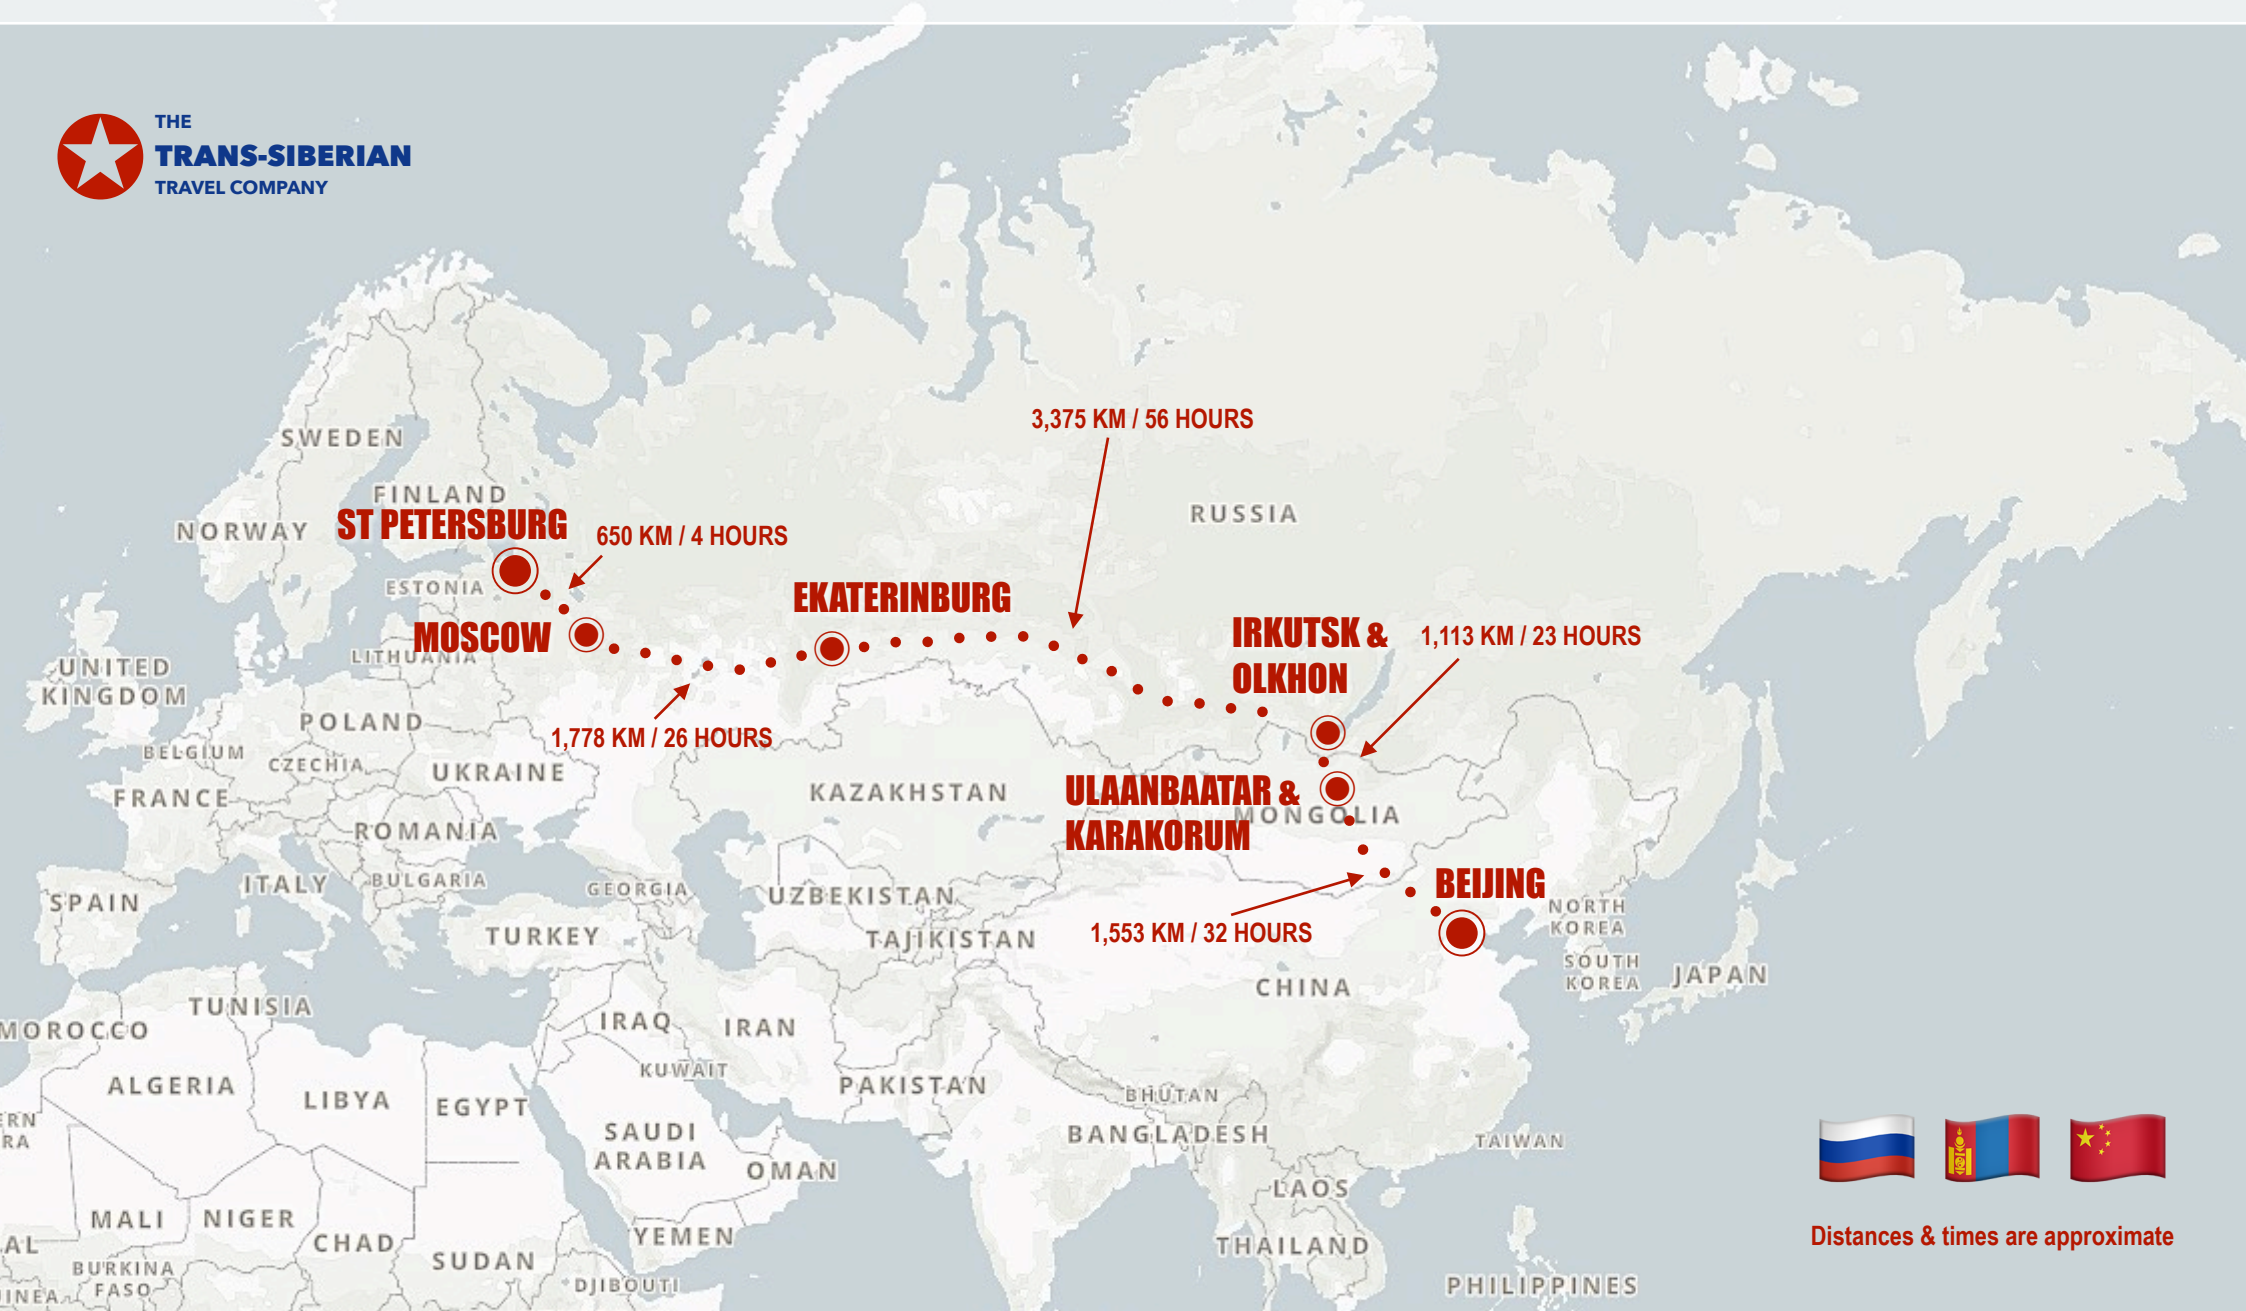 THE
TRANS-SIBERIAN
TRAVEL COMPANY
3,375 KM / 56 HOURS
SWEDEN
FINLAND
NORWAY
RUSSIA
ST PETERSBURG
650 KM / 4 HOURS
ESTONIA
EKATERINBURG
MOSCOW
LITHUANIA
IRKUTSK &
OLKHON
1,113 KM / 23 HOURS
UNITED
KINGDOM
POLAND
1,778 KM / 26 HOURS
BELGIUM
CZECHIA
UKRAINE
FRANCE
KAZAKHSTAN
ULAANBAATAR &
KARAKORUM
MONGOLIA
ROMANIA
ITALY
BULGARIA
GEORGIA
SPAIN
UZBEKISTAN
BEIJING
NORTH
KOREA
TURKEY
TAJIKISTAN
1,553 KM / 32 HOURS
SOUTH
KOREA
JAPAN
CHINA
TUNISIA
MOROCCO
IRAQ
IRAN
KUWAIT
ALGERIA
LIBYA
EGYPT
PAKISTAN
BHUTAN
ERN
RA
SAUDI
ARABIA
OMAN
BANGLADESH
TAIWAN
LAOS
MALI
NIGER
CHAD
SUDAN
YEMEN
THAILAND
AL
BURKINA
FASO
INEA
DJIBOUTI
PHILIPPINES
Distances & times are approximate